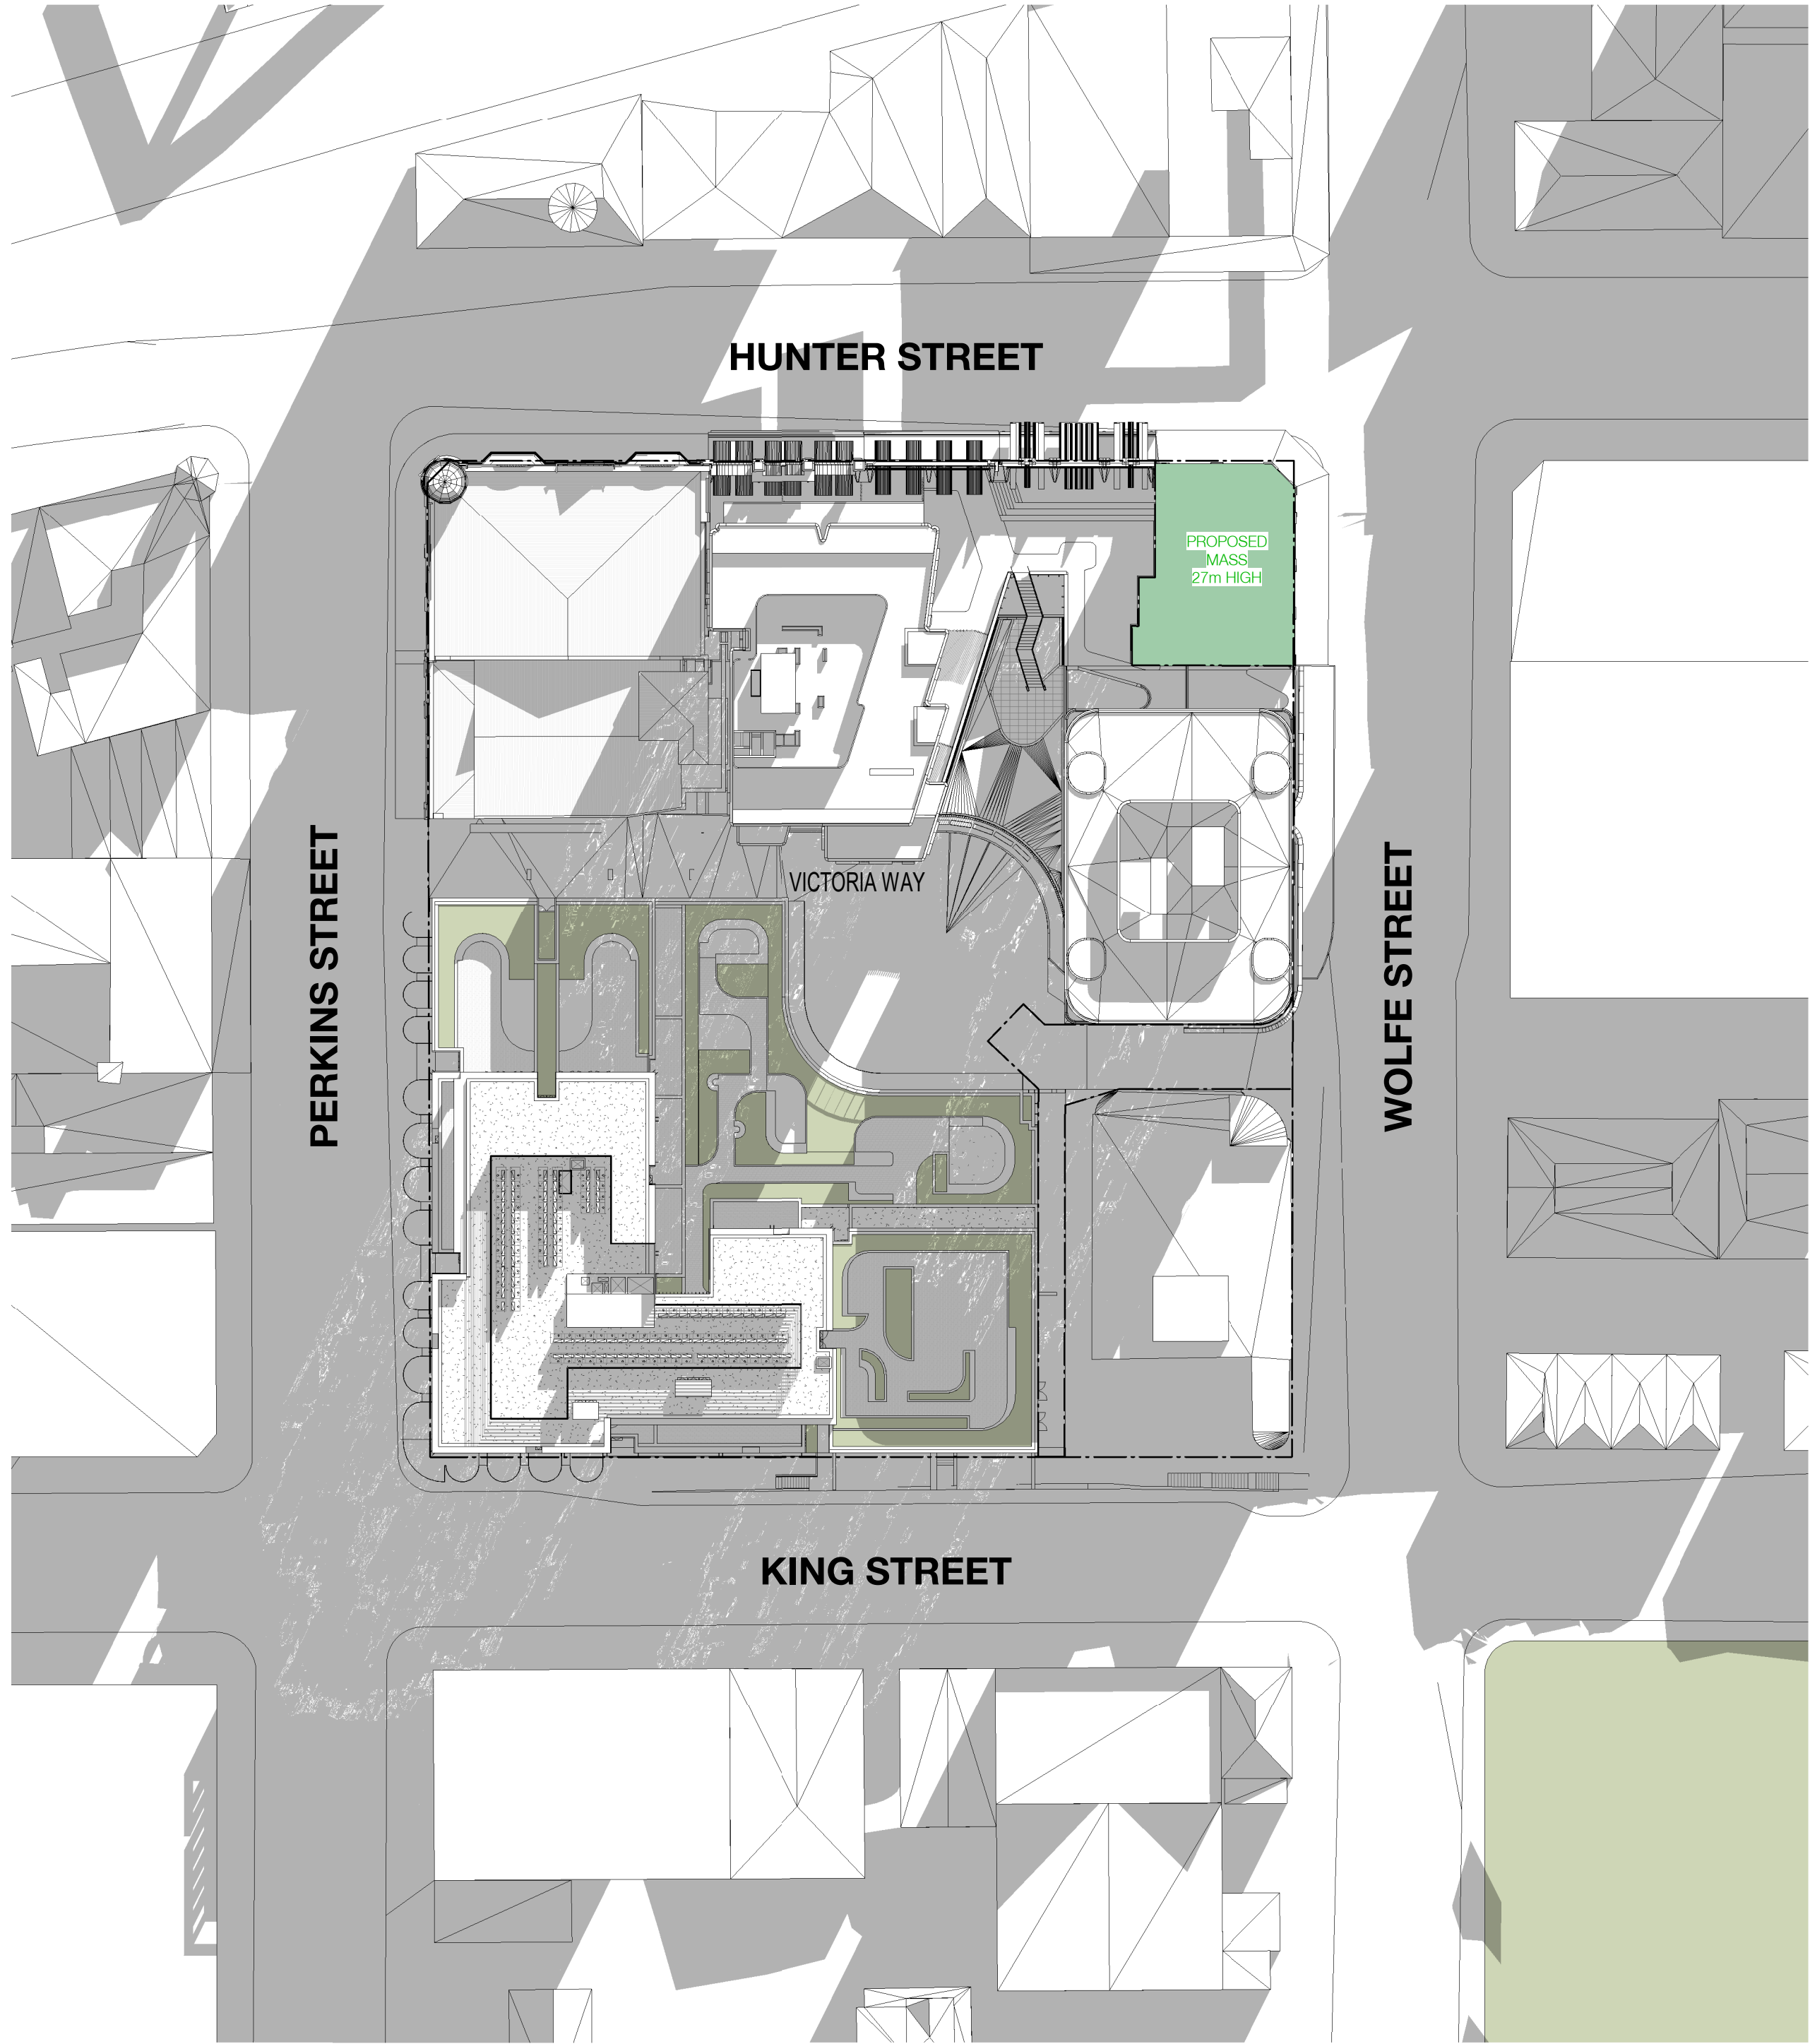 HUNTER STREET
PROPOSED
MASS
27m HIGH
VICTORIA WAY
PERKINS STREET
WOLFE STREET
KING STREET